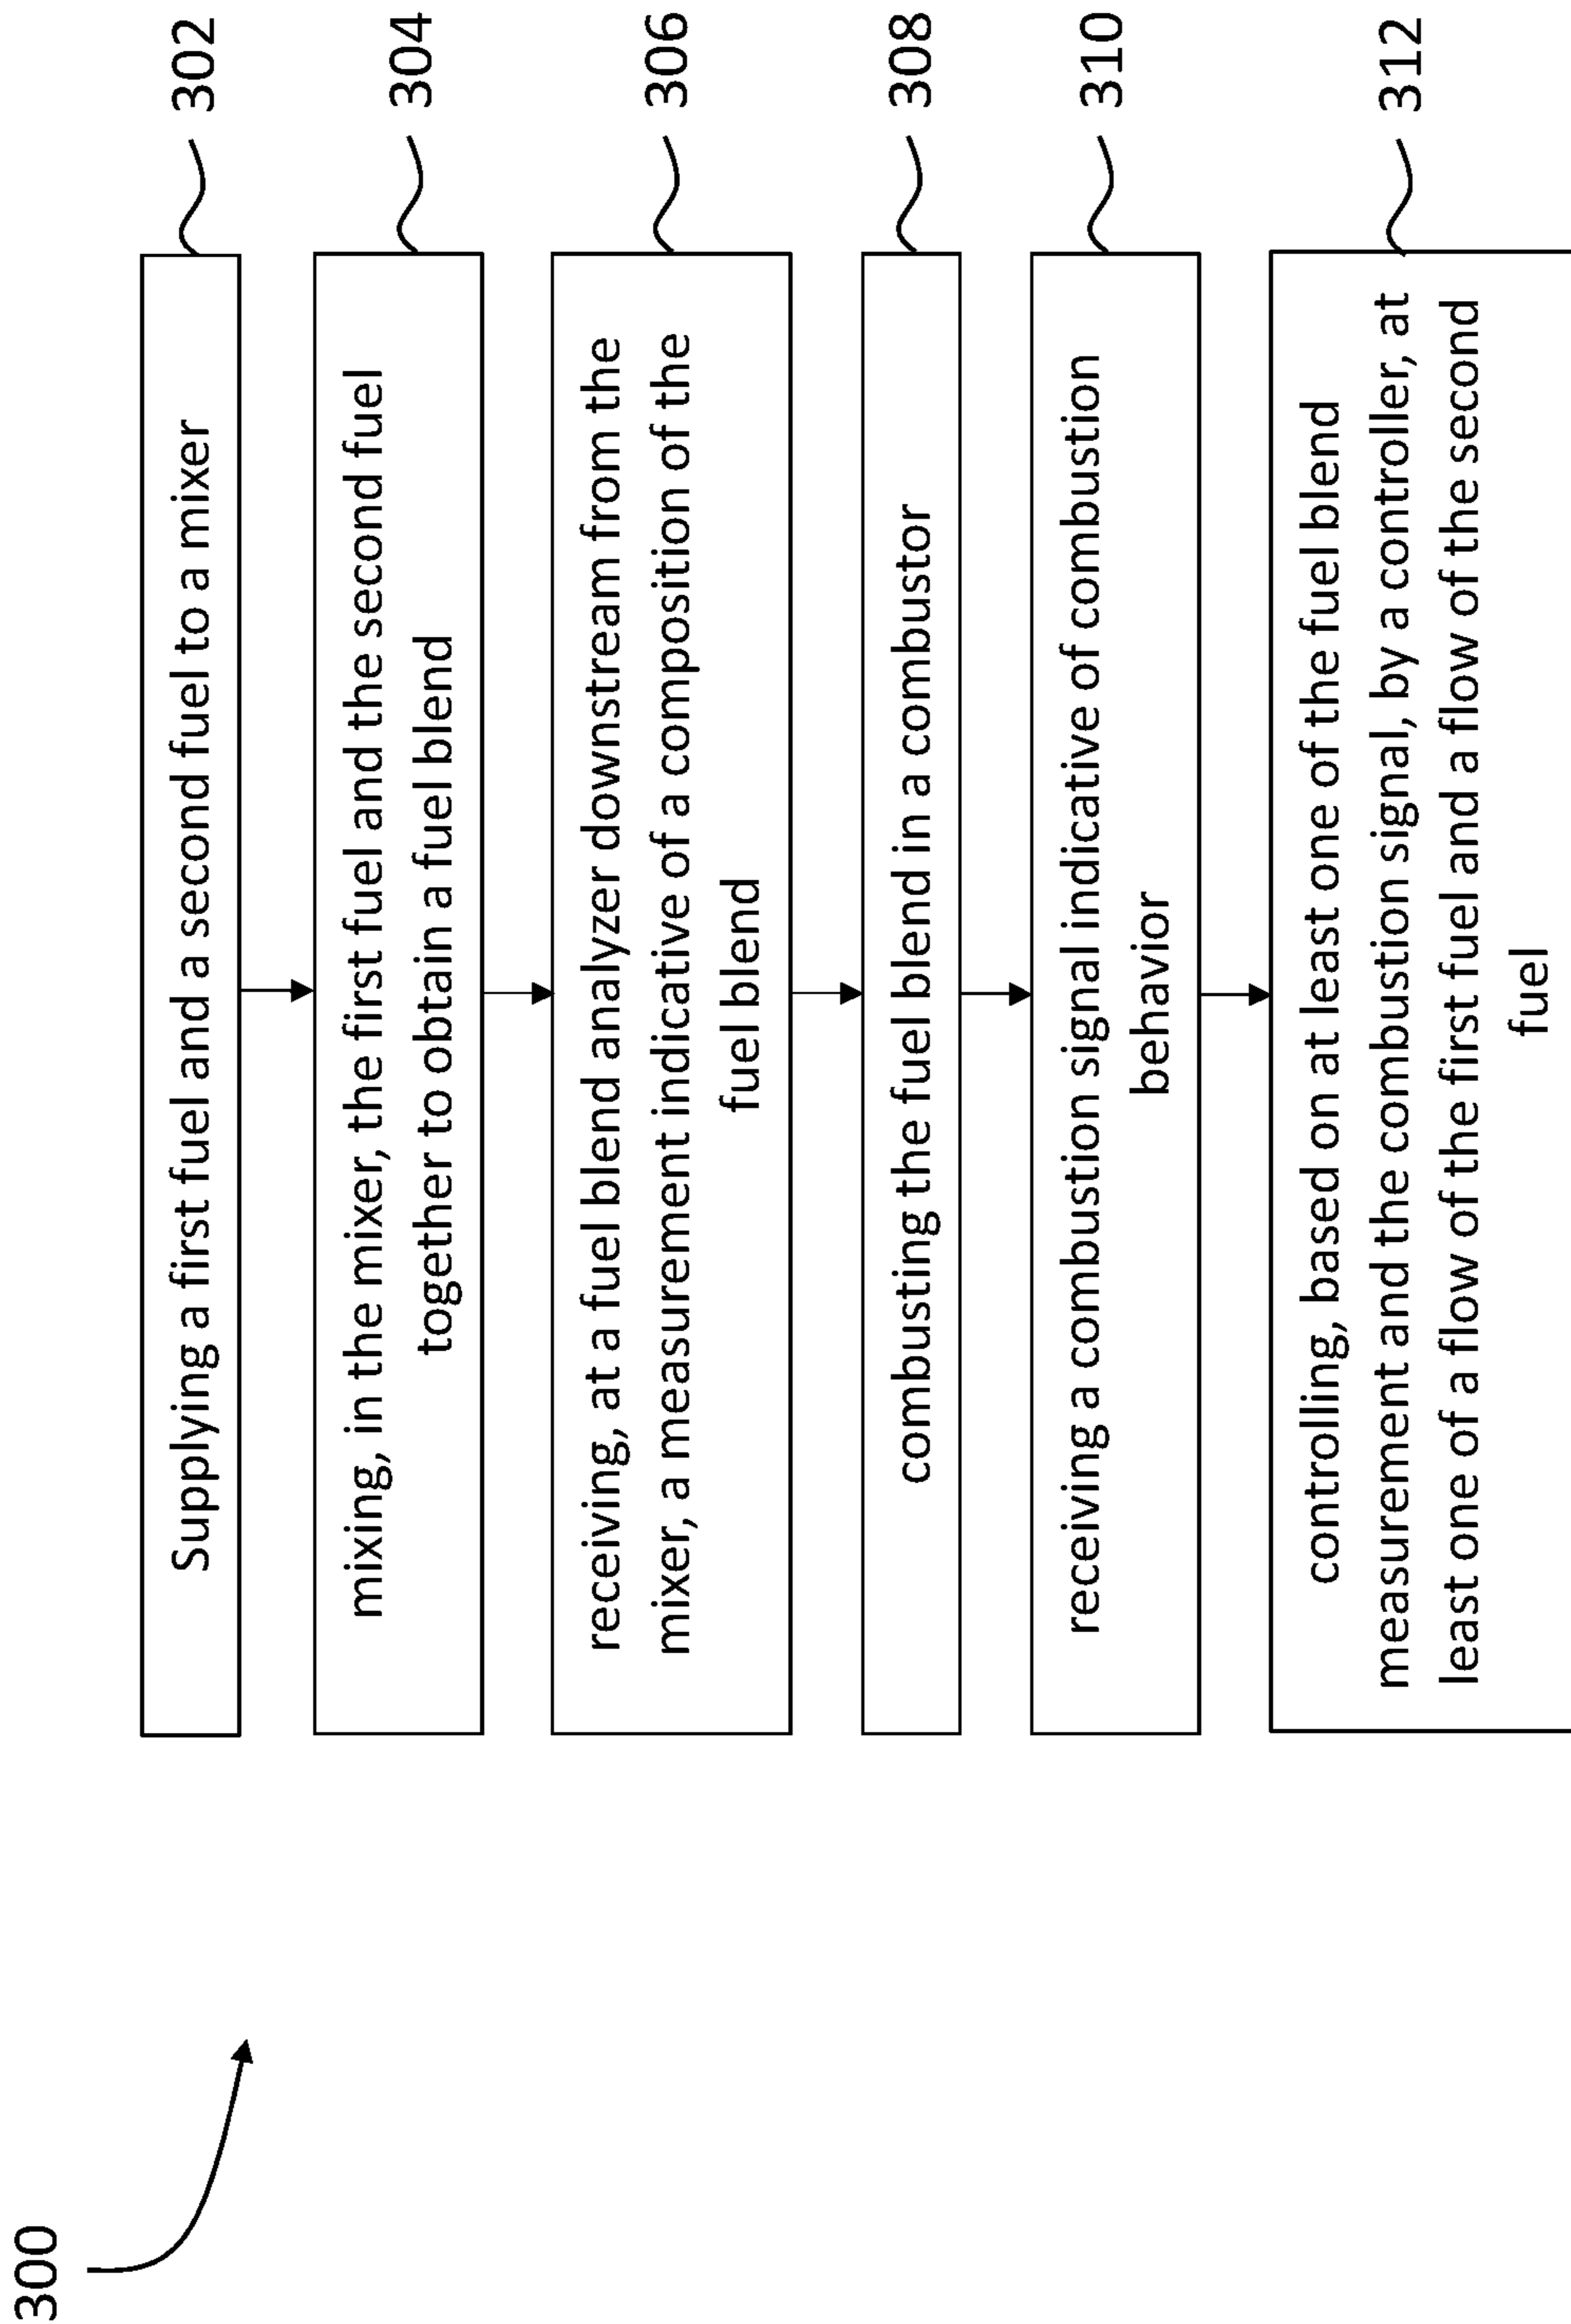 300
Supplying a first fuel and a second fuel to a mixer
302
mixing, in the mixer, the first fuel and the second fuel
together to obtain a fuel blend
304
receiving, at a fuel blend analyzer downstream from the
mixer, a measurement indicative of a composition of the
fuel blend
306
combusting the fuel blend in a combustor
308
receiving a combustion signal indicative of combustion
behavior
310
controlling, based on at least one of the fuel blend
measurement and the combustion signal, by a controller, at
least one of a flow of the first fuel and a flow of the second
fuel
312